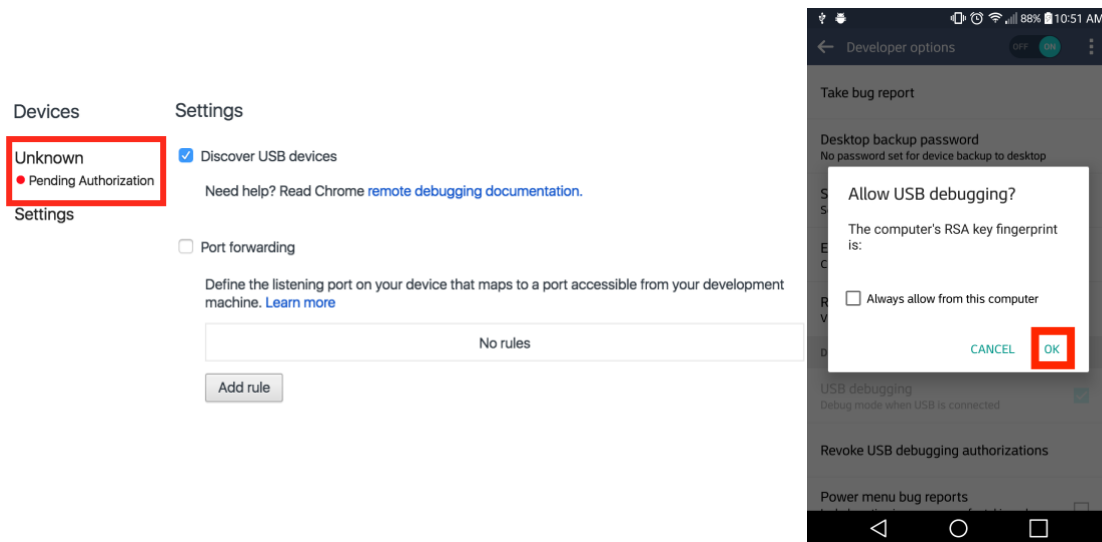 Devices
Unknown
Pending Authorization
Settings
Settings
Discover USB devices
Need help? Read Chrome remote debugging documentation.
Port forwarding
Define the listening port on your device that maps to a port accessible from your development
machine. Learn more
No rules
Add rule
88% 10:51 AM
Developer options
OFF ON
Take bug report
Desktop backup password
No password set for device backup to desktop
Allow USB debugging?
The computer's RSA key fingerprint
is:
Always allow from this computer
CANCEL OK
USB debugging
Debug mode when USB is connected
Revoke USB debugging authorizations
Power menu bug reports